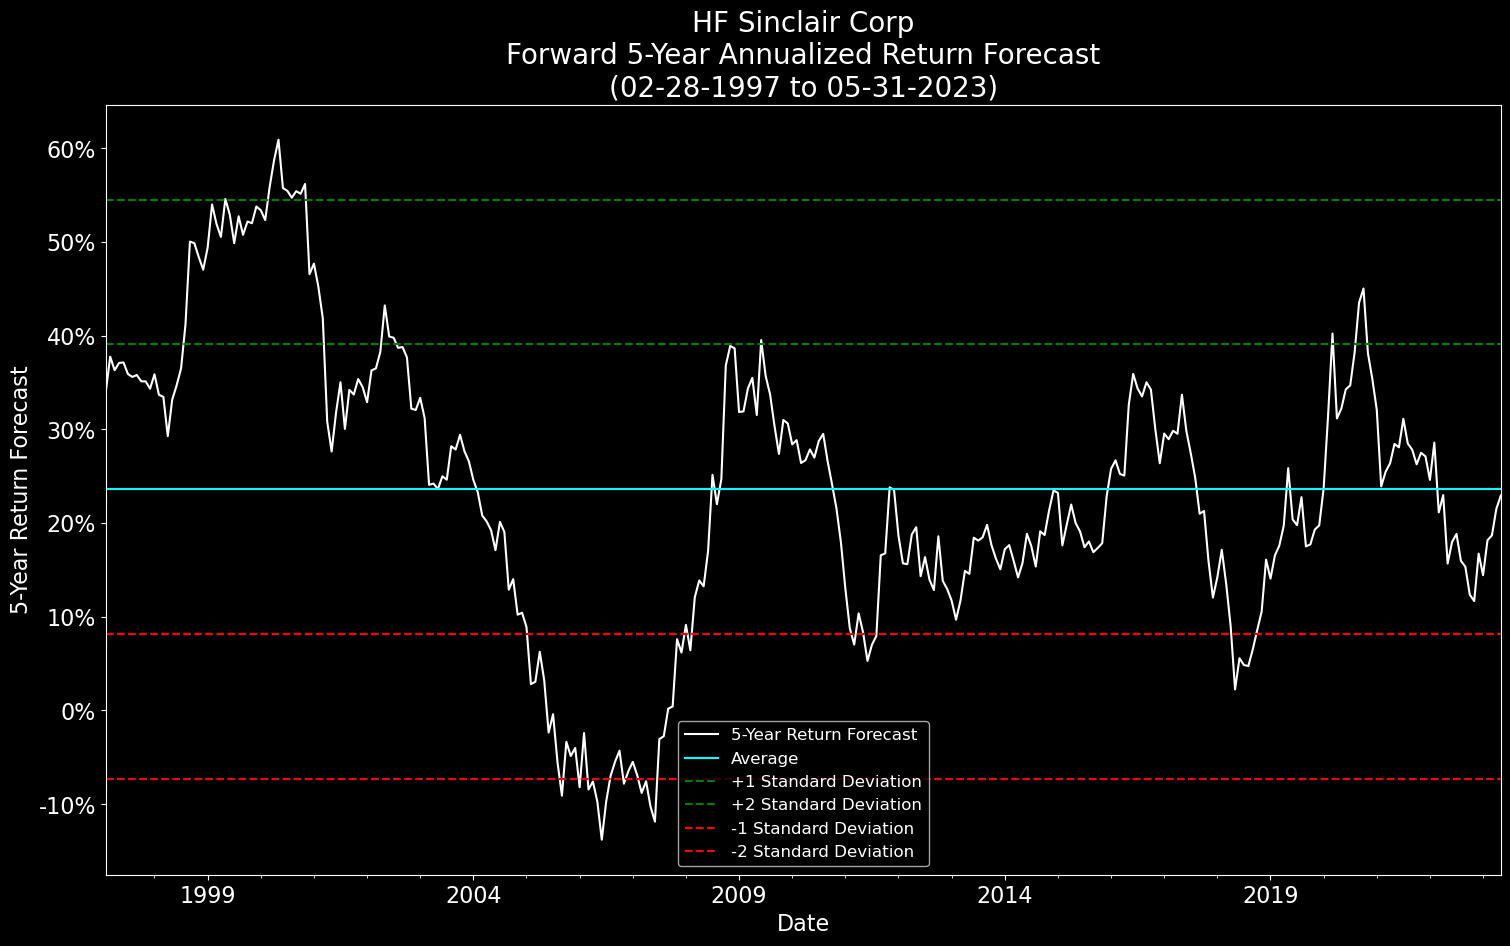 HF Sinclair Corp
Forward 5-Year Annualized Return Forecast
(02-28-1997 to 05-31-2023)
5-Year Return Forecast
60%
50%
40%
30%
20%
10%
0%
-10%
5-Year Return Forecast
Average
+1 Standard Deviation
+2 Standard Deviation
-1 Standard Deviation
-2 Standard Deviation
1999 2004 2009 2014 2019
Date